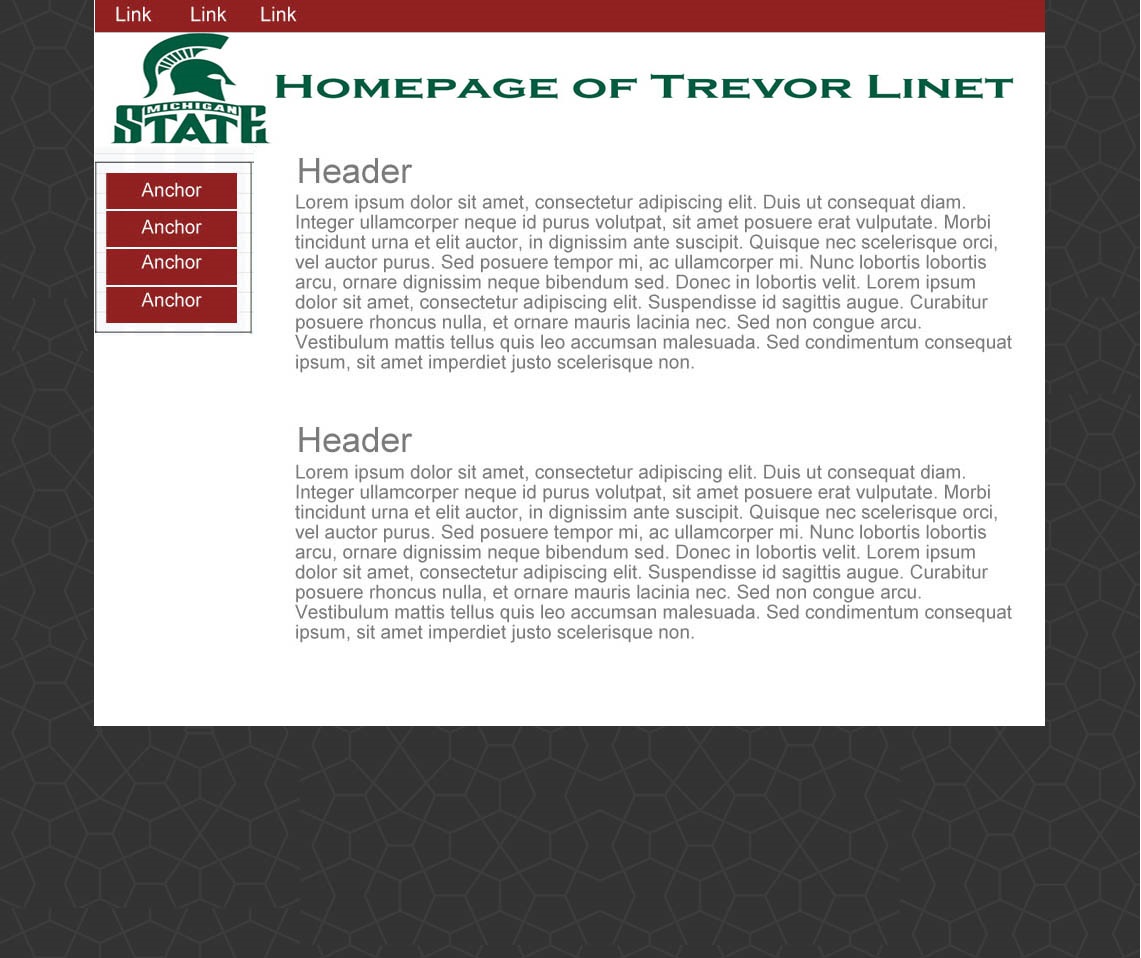 Link Link Link
MICHIGAN
STATE
Homepage of Trevor Linet
Anchor
Anchor
Anchor
Anchor
Header
Lorem ipsum dolor sit amet, consectetur adipiscing elit. Duis ut consequat diam.
Integer ullamcorper neque id purus volutpat, sit amet posuere erat vulputate. Morbi
tincidunt urna et elit auctor, in dignissim ante suscipit. Quisque nec scelerisque orci,
vel auctor purus. Sed posuere tempor mi, ac ullamcorper mi. Nunc lobortis lobortis
arcu, ornare dignissim neque bibendum sed. Donec in lobortis velit. Lorem ipsum
dolor sit amet, consectetur adipiscing elit. Suspendisse id sagittis augue. Curabitur
posuere rhoncus nulla, et ornare mauris lacinia nec. Sed non congue arcu.
Vestibulum mattis tellus quis leo accumsan malesuada. Sed condimentum consequat
ipsum, sit amet imperdiet justo scelerisque non.
Header
Lorem ipsum dolor sit amet, consectetur adipiscing elit. Duis ut consequat diam.
Integer ullamcorper neque id purus volutpat, sit amet posuere erat vulputate. Morbi
tincidunt urna et elit auctor, in dignissim ante suscipit. Quisque nec scelerisque orci,
vel auctor purus. Sed posuere tempor mi, ac ullamcorper mi. Nunc lobortis lobortis
arcu, ornare dignissim neque bibendum sed. Donec in lobortis velit. Lorem ipsum
dolor sit amet, consectetur adipiscing elit. Suspendisse id sagittis augue. Curabitur
posuere rhoncus nulla, et ornare mauris lacinia nec. Sed non congue arcu.
Vestibulum mattis tellus quis leo accumsan malesuada. Sed condimentum consequat
ipsum, sit amet imperdiet justo scelerisque non.